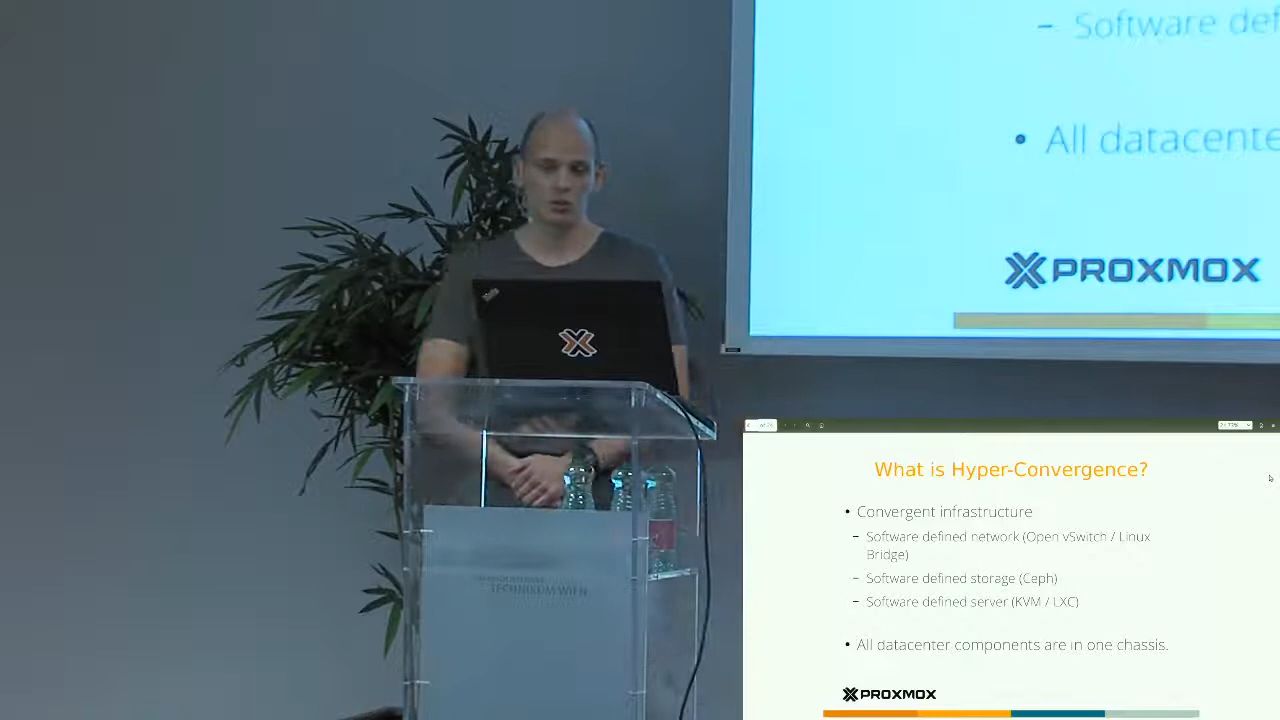 – Software def
• All datacente
PROXMOX
TECHNIKUM WIEN
What is Hyper-Convergence?
• Convergent infrastructure
– Software defined network (Open vSwitch / Linux
Bridge)
– Software defined storage (Ceph)
– Software defined server (KVM / LXC)
• All datacenter components are in one chassis.
PROXMOX